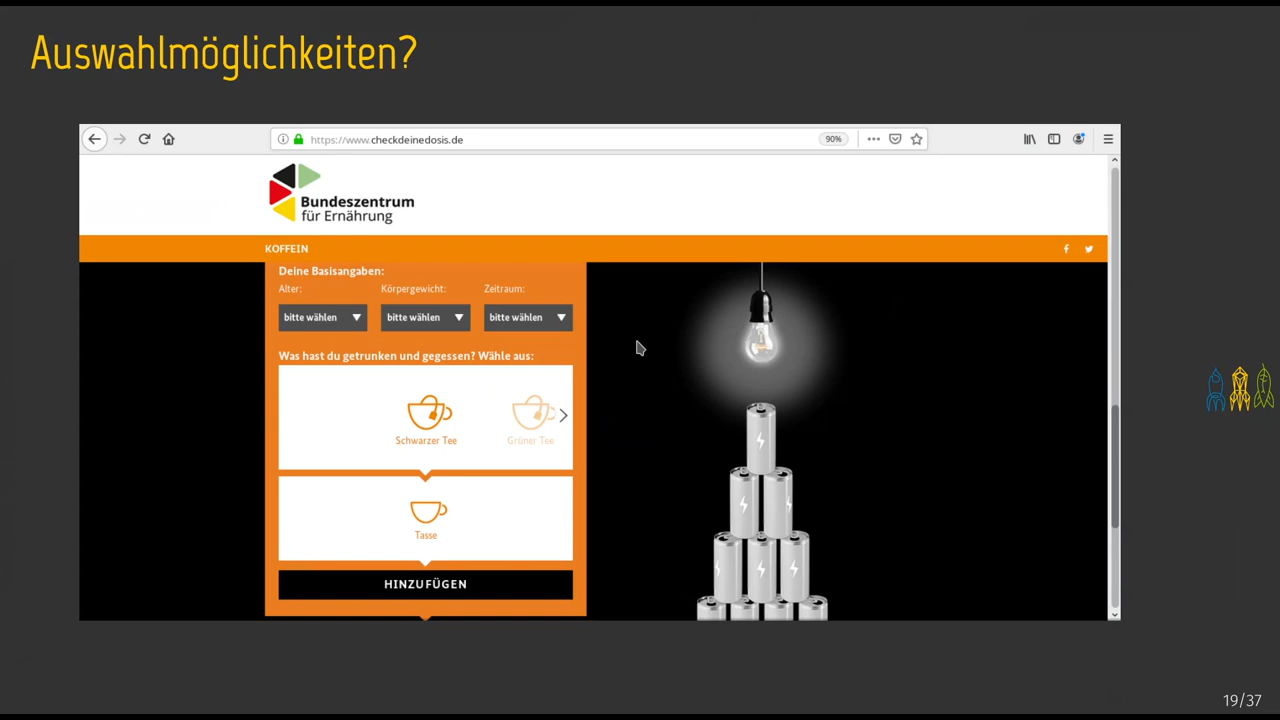 Auswahlmöglichkeiten?
https://www.checkdeinedosis.de
90%
Bundeszentrum
für Ernährung
KOFFEIN
Deine Basisangaben:
Alter: Körpergewicht: Zeitraum:
bitte wählen bitte wählen bitte wählen
Was hast du getrunken und gegessen? Wähle aus:
Schwarzer Tee Grüner Tee
Tasse
HINZUFÜGEN
19/37